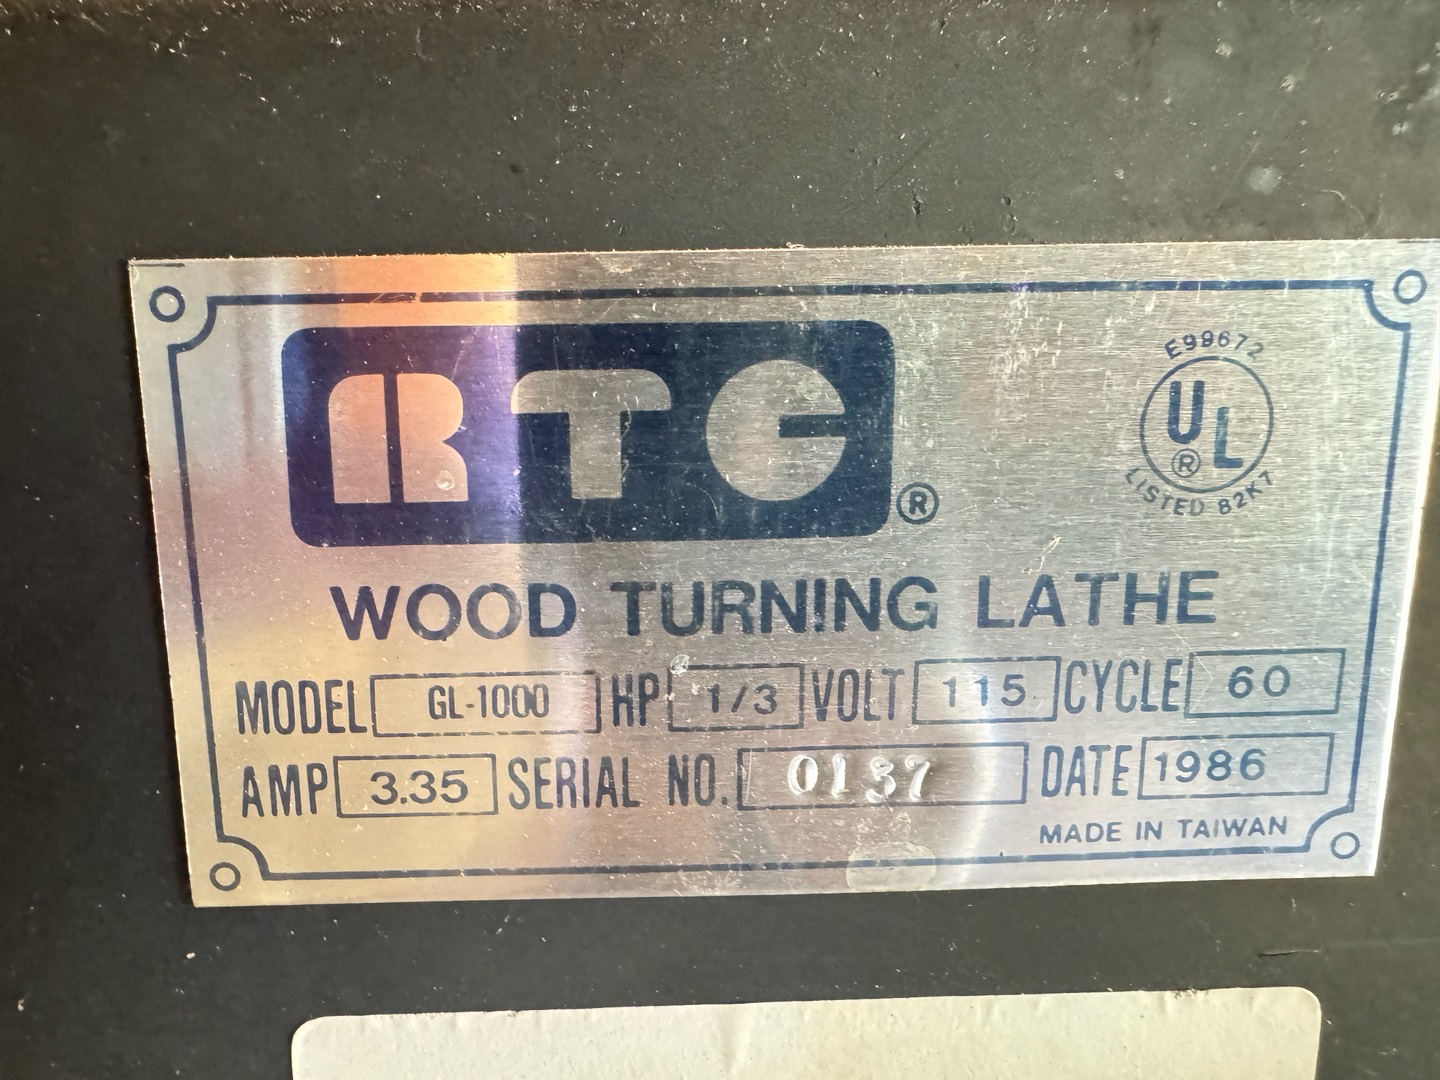 RTC ®
E99672
UL ®
LISTED 82K7
WOOD TURNING LATHE
MODEL GL-1000 HP 1/3 VOLT 115 CYCLE 60
AMP 3.35 SERIAL NO. 0137 DATE 1986
MADE IN TAIWAN